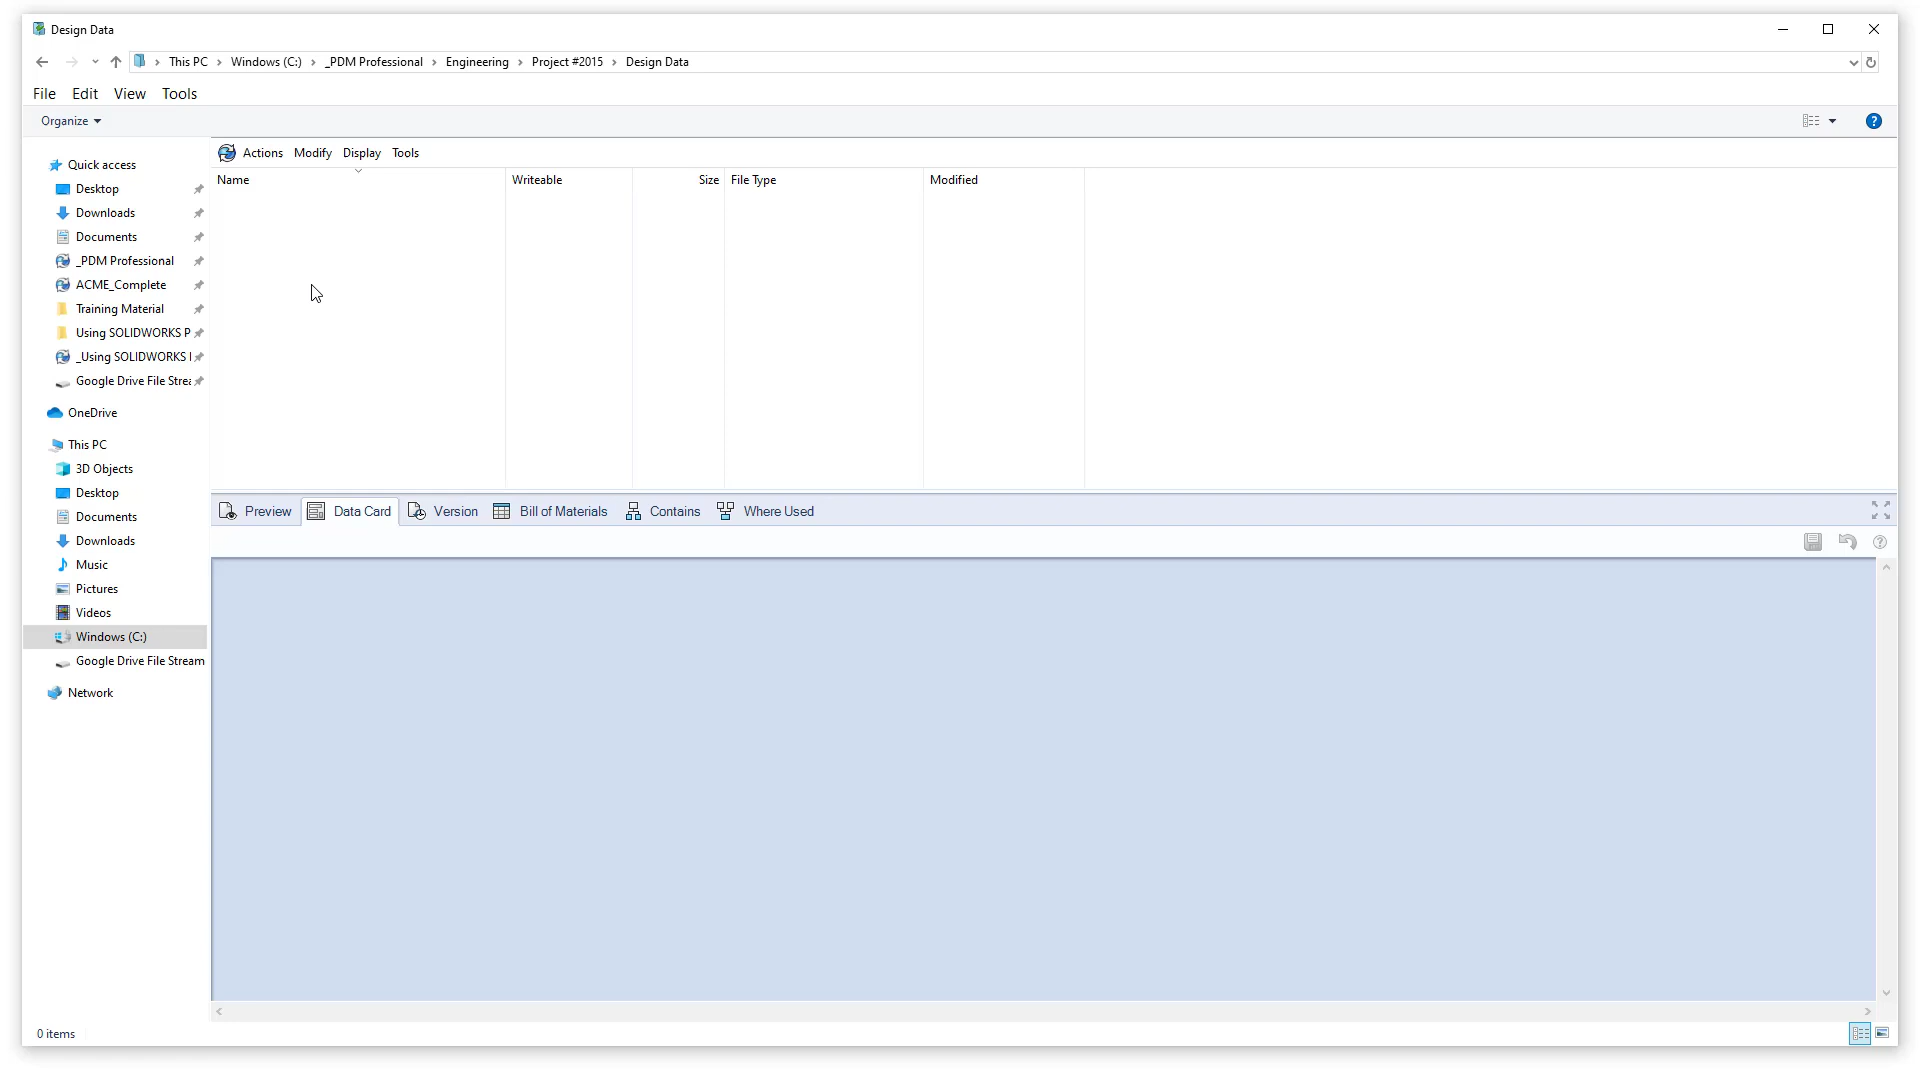 Design Data
This PC Windows (C:) _PDM Professional Engineering Project #2015 Design Data
File Edit View Tools
Organize
Quick access
Desktop
Downloads
Documents
_PDM Professional
ACME_Complete
Training Material
Using SOLIDWORKS P
_Using SOLIDWORKS
Google Drive File Strea
OneDrive
This PC
3D Objects
Desktop
Documents
Downloads
Music
Pictures
Videos
Windows (C:)
Google Drive File Stream
Network
Actions Modify Display Tools
Name Writeable Size File Type Modified
Preview Data Card Version Bill of Materials Contains Where Used
0 items